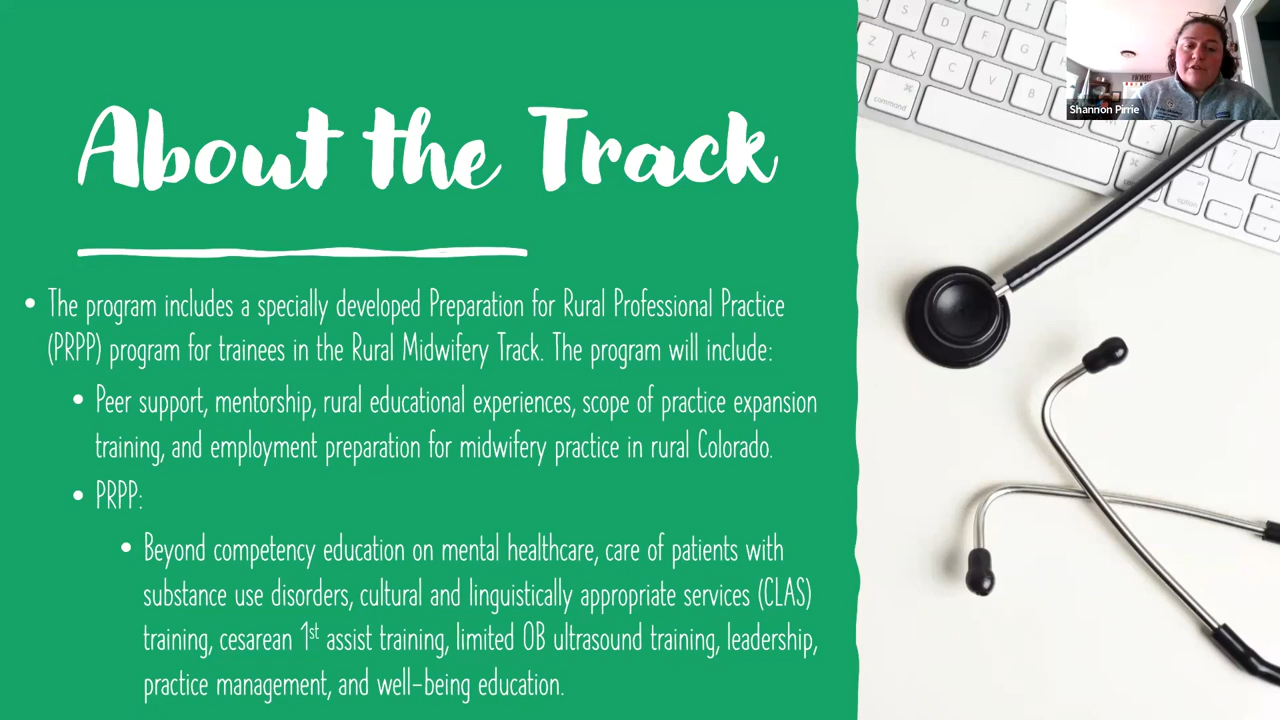 About the Track
• The program includes a specially developed Preparation for Rural Professional Practice
(PRPP) program for trainees in the Rural Midwifery Track. The program will include:
• Peer support, mentorship, rural educational experiences, scope of practice expansion
training, and employment preparation for midwifery practice in rural Colorado.
• PRPP:
• Beyond competency education on mental healthcare, care of patients with
substance use disorders, cultural and linguistically appropriate services (CLAS)
training, cesarean 1st assist training, limited OB ultrasound training, leadership,
practice management, and well-being education.
Shannon Pirrie
HOME
S D F G T
Z X C V B
command
option